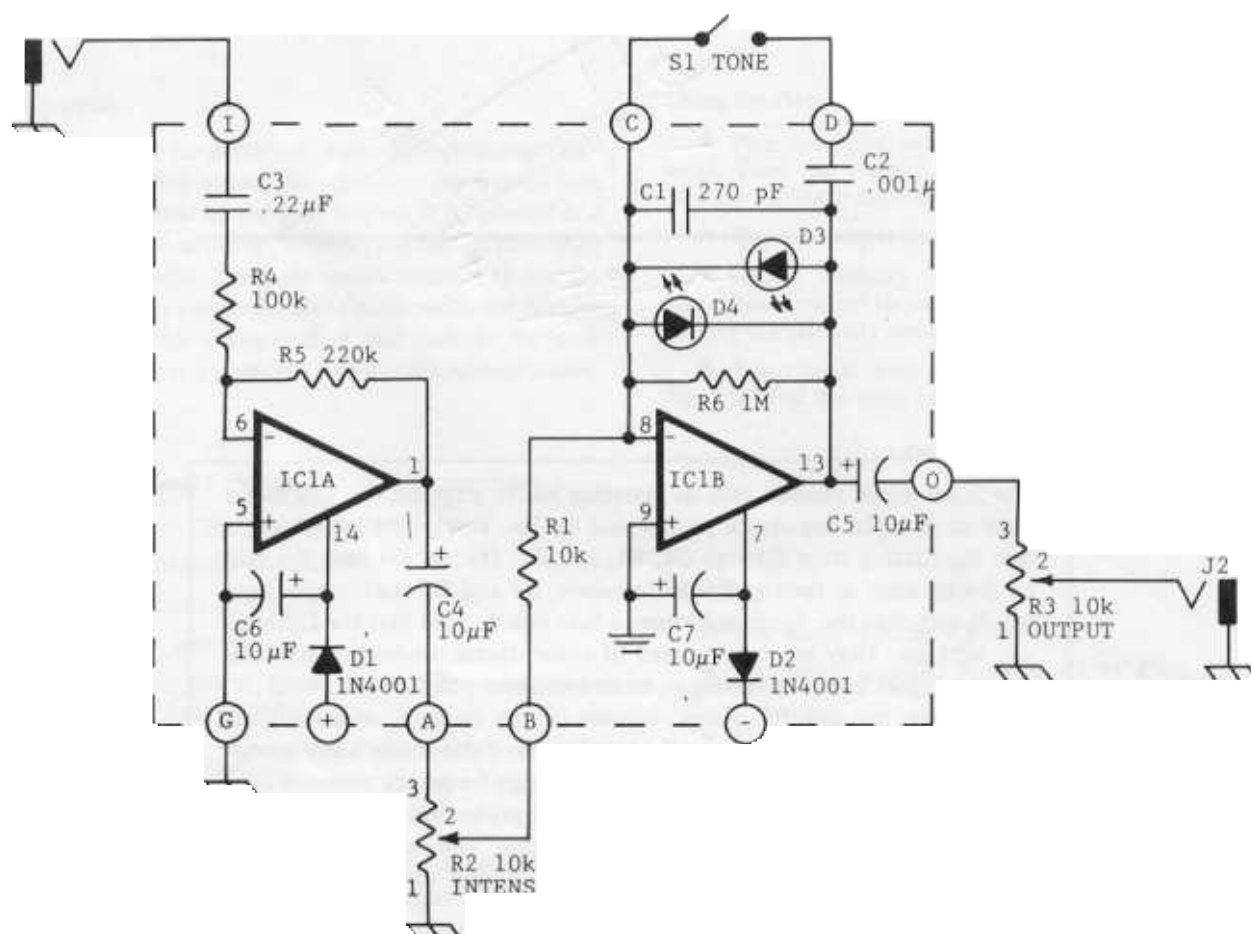 S1 TONE
I
C
D
C3
.22µF
C2
.001µ
C1
270 pF
D3
D4
R4
100k
R5 220k
R6 1M
6
-
IC1A
1
5
+
14
8
-
IC1B
13
9
+
7
+
C5 10µF
O
R1
10k
+
C6
10µF
+
C4
10µF
+
C7
10µF
D1
1N4001
D2
1N4001
3
2
R3 10k
1 OUTPUT
J2
G
+
A
B
-
3
2
R2 10k
1 INTENS